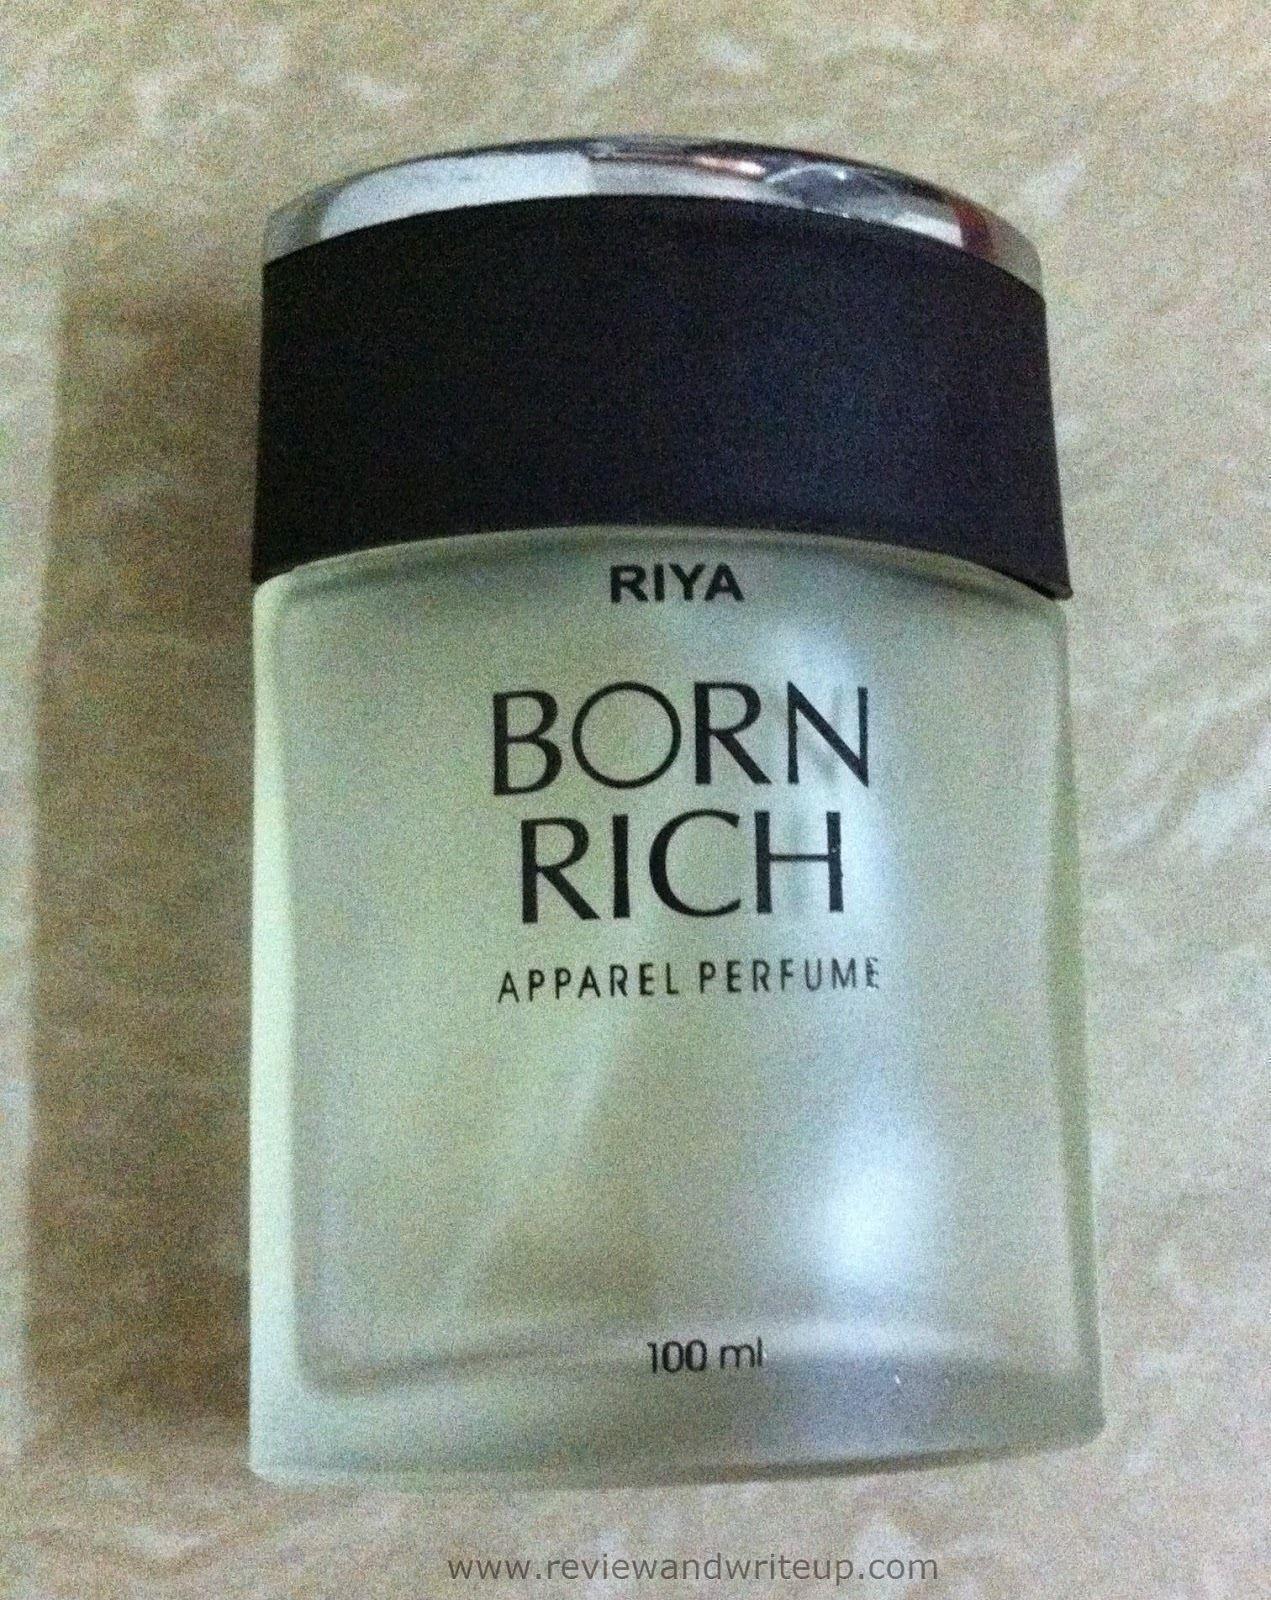 RIYA
BORN
RICH
APPAREL PERFUME
100 ml
www.reviewandwriteup.com